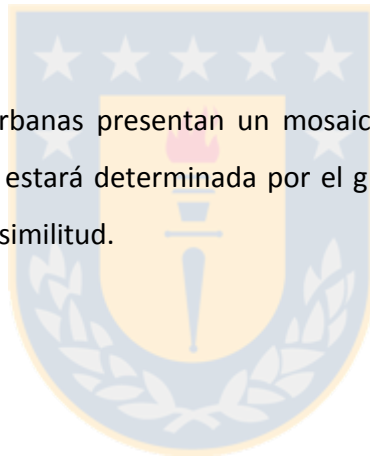 rbanas presentan un mosaic
estará determinada por el g
similitud.